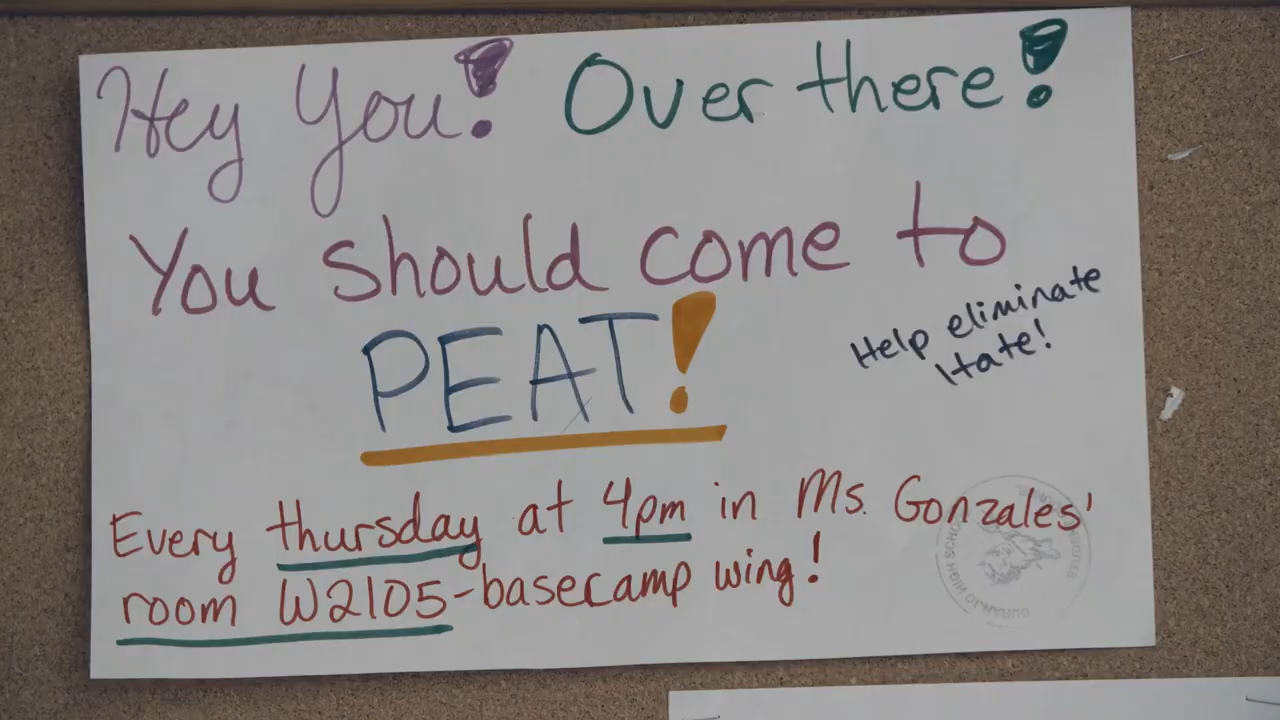 Hey You! Over there!
You should come to
PEAT!
Help eliminate
Hate!
Every thursday at 4pm in Ms. Gonzales'
room W2105-basecamp wing!